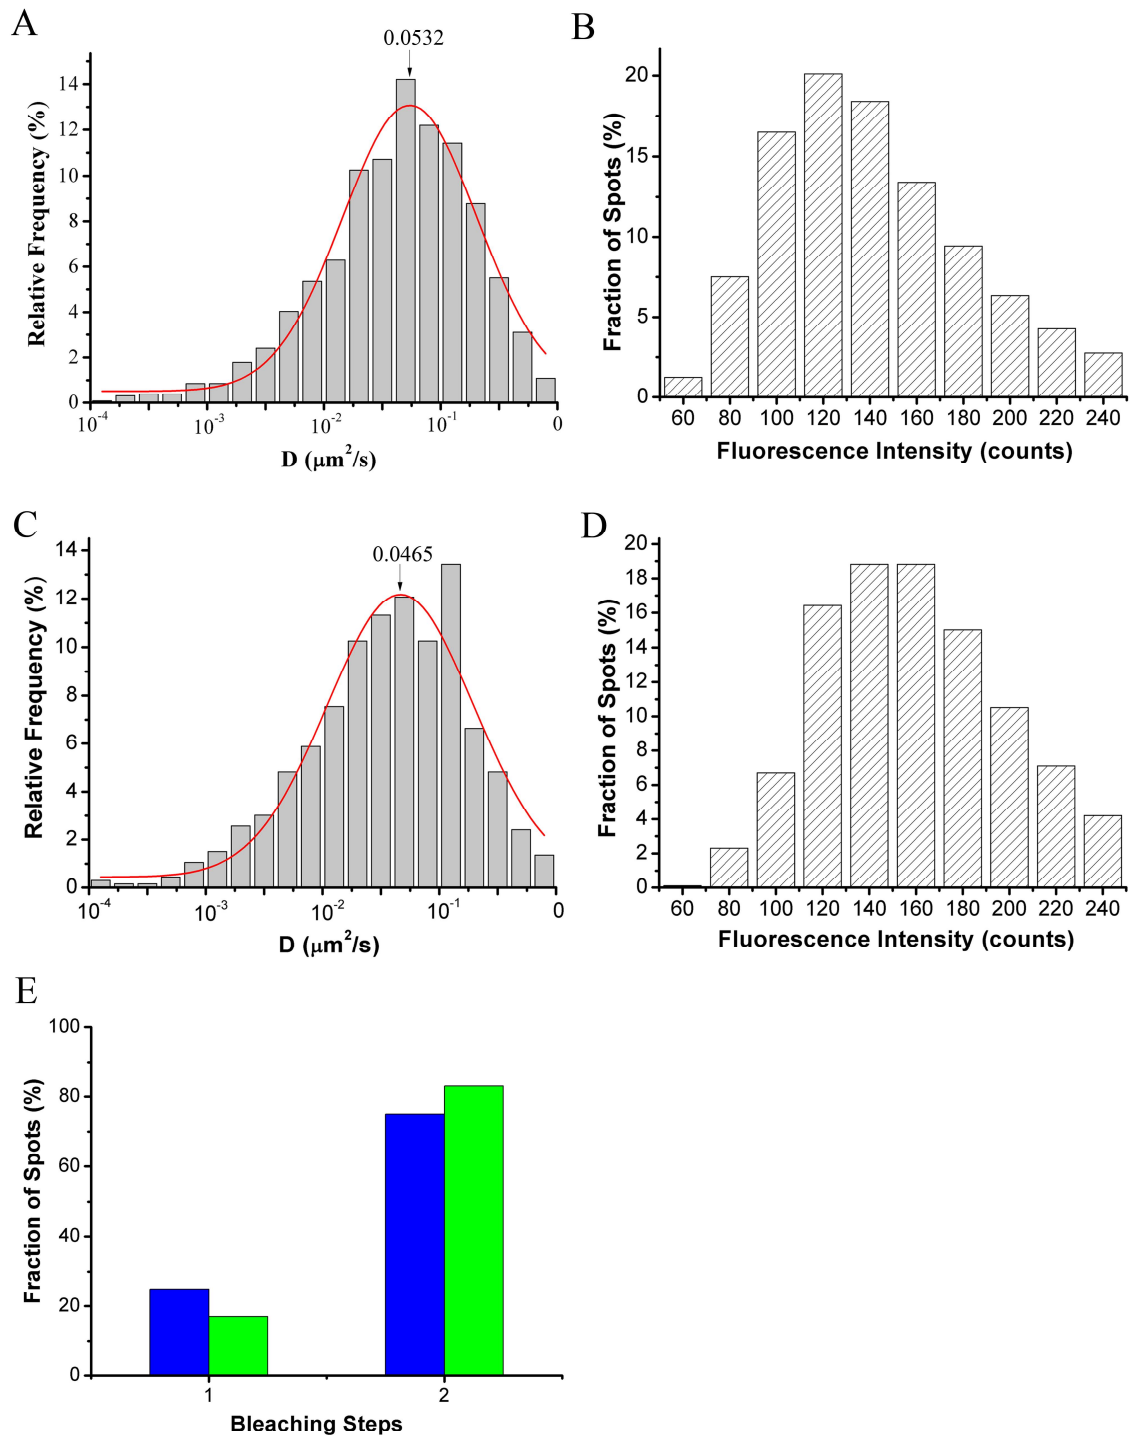 A
0.0532
Relative Frequency (%)
14
12
10
8
6
4
2
0
10-4 10-3 10-2 10-1 0
D (μm2/s)
B
Fraction of Spots (%)
20
15
10
5
0
60 80 100 120 140 160 180 200 220 240
Fluorescence Intensity (counts)
C
0.0465
Relative Frequency (%)
14
12
10
8
6
4
2
0
10-4 10-3 10-2 10-1 0
D (μm2/s)
D
Fraction of Spots (%)
20
18
16
14
12
10
8
6
4
2
0
60 80 100 120 140 160 180 200 220 240
Fluorescence Intensity (counts)
E
Fraction of Spots (%)
100
80
60
40
20
0
1 2
Bleaching Steps